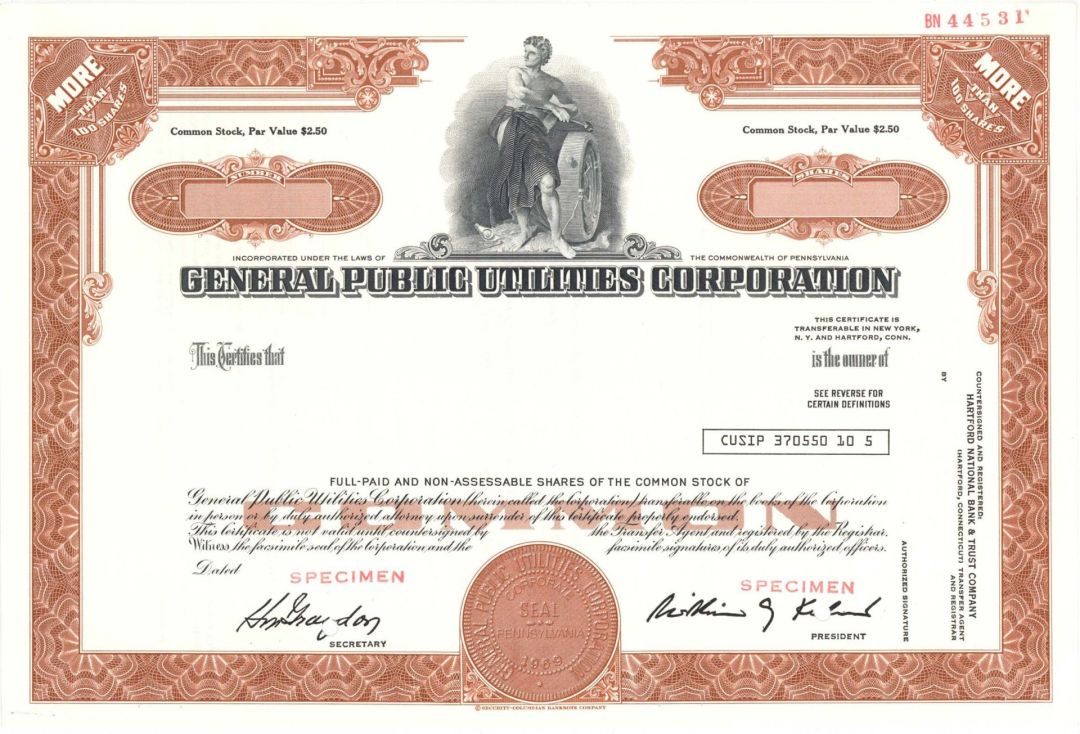 BN 44531
MORE
THAN
100 SHARES
MORE
THAN
100 SHARES
Common Stock, Par Value $2.50
Common Stock, Par Value $2.50
NUMBER
SHARES
INCORPORATED UNDER THE LAWS OF
THE COMMONWEALTH OF PENNSYLVANIA
GENERAL PUBLIC UTILITIES CORPORATION
THIS CERTIFICATE IS
TRANSFERABLE IN NEW YORK,
N. Y. AND HARTFORD, CONN.
This Certifies that
is the owner of
SEE REVERSE FOR
CERTAIN DEFINITIONS
CUSIP 370550 10 5
FULL-PAID AND NON-ASSESSABLE SHARES OF THE COMMON STOCK OF
General Public Utilities Corporation (herein called the Corporation) transferable on the books of the Corporation
in person or by duly authorized attorney upon surrender of this certificate properly endorsed.
This Certificate is not valid until countersigned by the Transfer Agent and registered by the Registrar.
Witness the facsimile seal of the Corporation and the facsimile signatures of its duly authorized officers.
COMMON
Dated
SPECIMEN
SPECIMEN
SECRETARY
PRESIDENT
GENERAL PUBLIC UTILITIES CORPORATION
CORPORATE
SEAL
PENNSYLVANIA
1969
COUNTERSIGNED AND REGISTERED:
HARTFORD NATIONAL BANK & TRUST COMPANY
(HARTFORD, CONNECTICUT) TRANSFER AGENT
AND REGISTRAR
BY
AUTHORIZED SIGNATURE
© SECURITY-COLUMBIAN BANKNOTE COMPANY